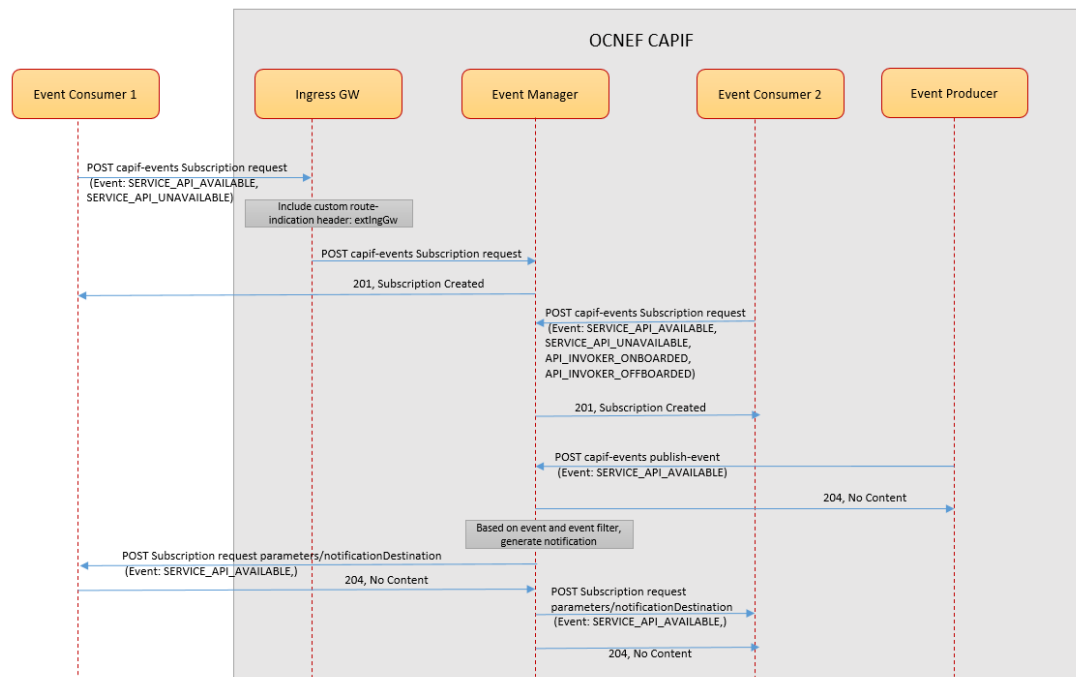 OCNEF CAPIF
Event Consumer 1
Ingress GW
Event Manager
Event Consumer 2
Event Producer
POST capif-events Subscription request
(Event: SERVICE_API_AVAILABLE,
SERVICE_API_UNAVAILABLE)
Include custom route-
indication header: extIngGw
POST capif-events Subscription request
201, Subscription Created
POST capif-events Subscription request
(Event: SERVICE_API_AVAILABLE,
SERVICE_API_UNAVAILABLE,
API_INVOKER_ONBOARDED,
API_INVOKER_OFFBOARDED)
201, Subscription Created
POST capif-events publish-event
(Event: SERVICE_API_AVAILABLE)
204, No Content
Based on event and event filter,
generate notification
POST Subscription request parameters/notificationDestination
(Event: SERVICE_API_AVAILABLE,)
204, No Content
POST Subscription request
parameters/notificationDestination
(Event: SERVICE_API_AVAILABLE,)
204, No Content